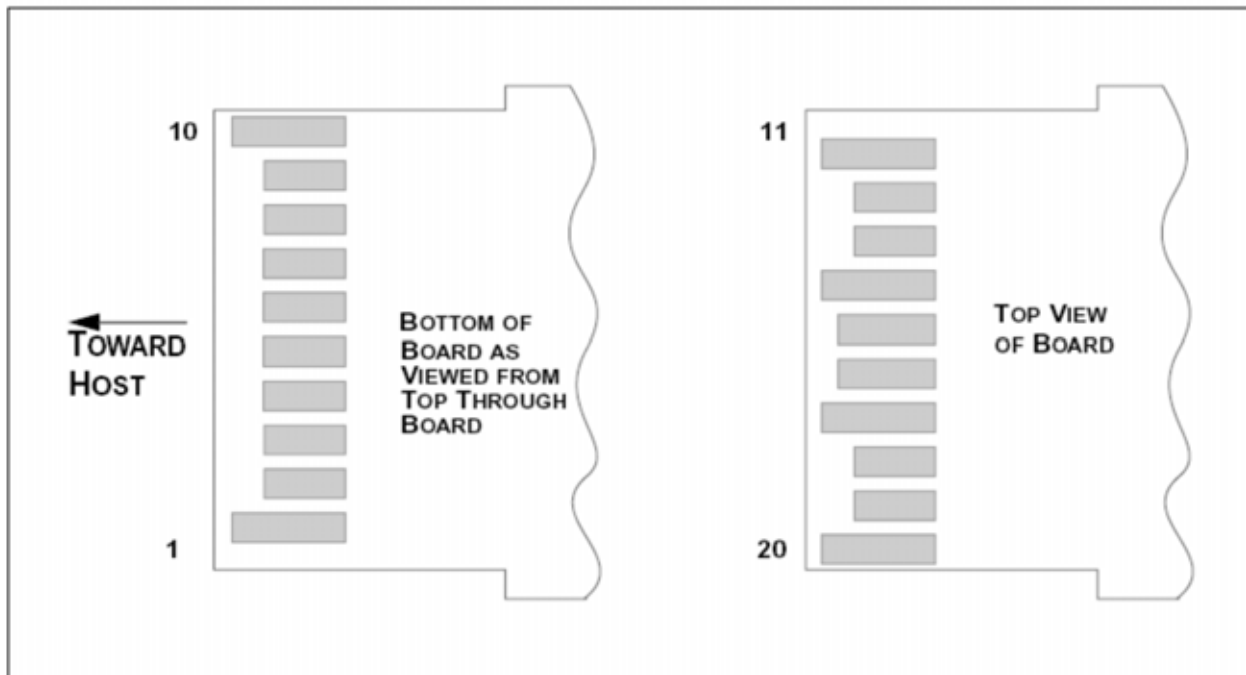 10
TOWARD
HOST
1
BOTTOM OF
BOARD AS
VIEWED FROM
TOP THROUGH
BOARD
11
20
TOP VIEW
OF BOARD